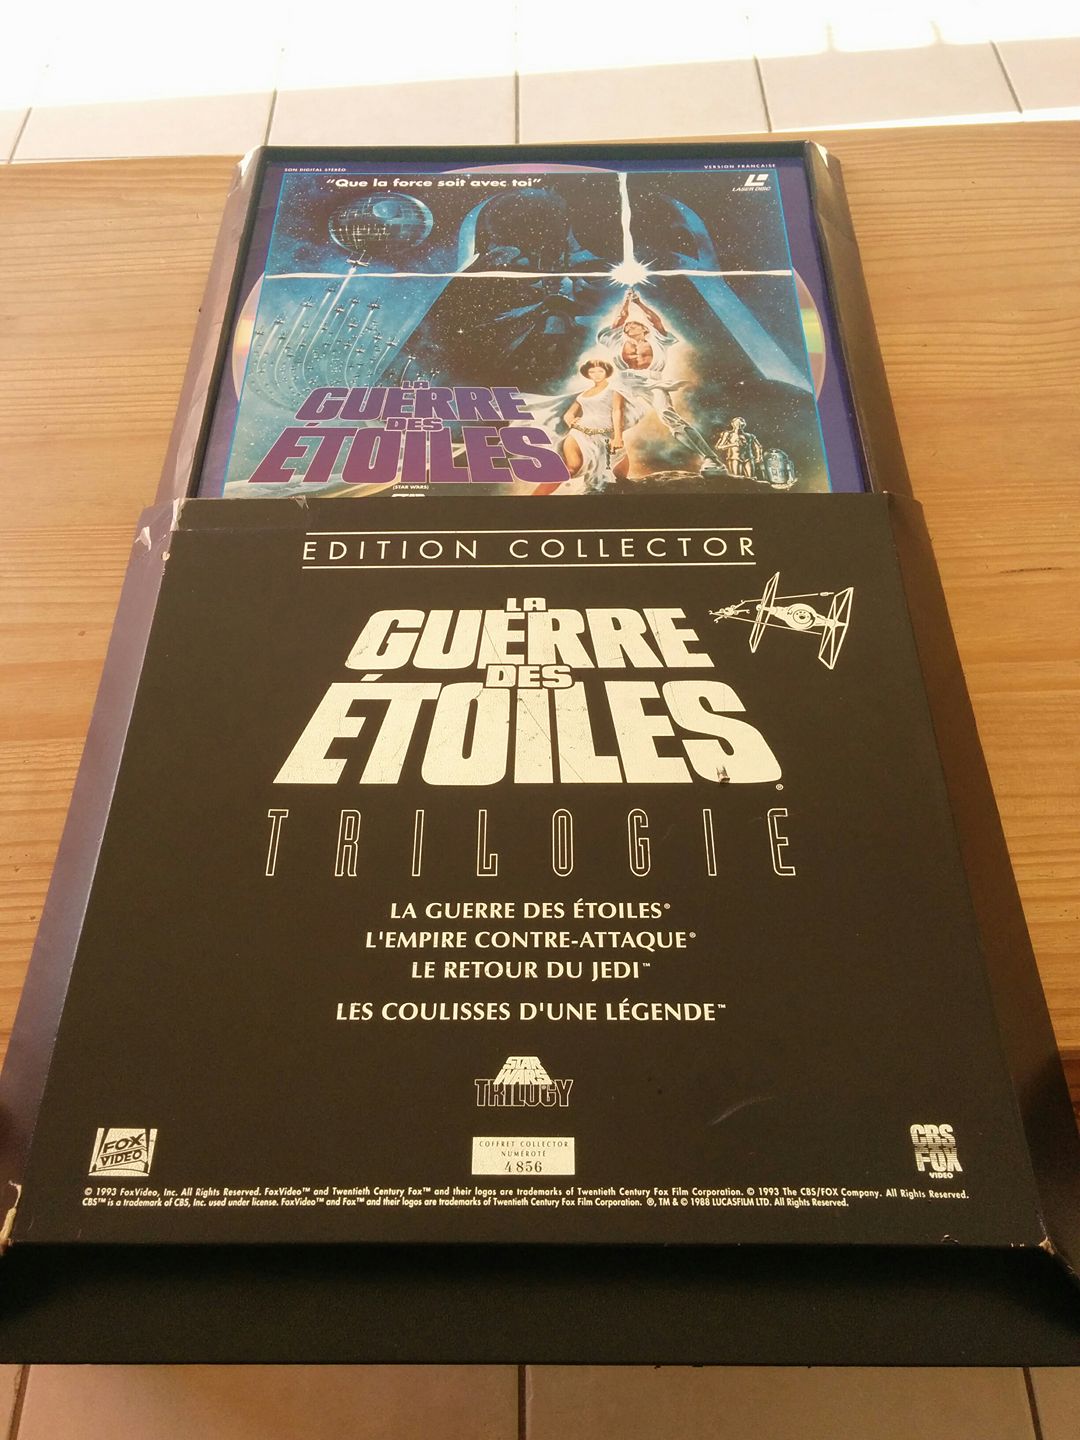 SON DIGITAL STÉRÉO
VERSION FRANÇAISE
"Que la force soit avec toi"
LASER DISC
LA
GUERRE
DES
ÉTOILES
(STAR WARS)
EDITION COLLECTOR
LA
GUERRE
DES
ÉTOILES®
TRILOGIE
LA GUERRE DES ÉTOILES®
L'EMPIRE CONTRE-ATTAQUE®
LE RETOUR DU JEDI™
LES COULISSES D'UNE LÉGENDE™
STAR
WARS
TRILOGY
FOX
VIDEO
COFFRET COLLECTOR
NUMÉROTÉ
4856
CBS
FOX
VIDEO
© 1993 FoxVideo, Inc. All Rights Reserved. FoxVideo™ and Twentieth Century Fox™ and their logos are trademarks of Twentieth Century Fox Film Corporation. © 1993 The CBS/FOX Company. All Rights Reserved.
CBS™ is a trademark of CBS, Inc. used under license. FoxVideo™ and Fox™ and their logos are trademarks of Twentieth Century Fox Film Corporation. ®, TM & © 1988 LUCASFILM LTD. All Rights Reserved.